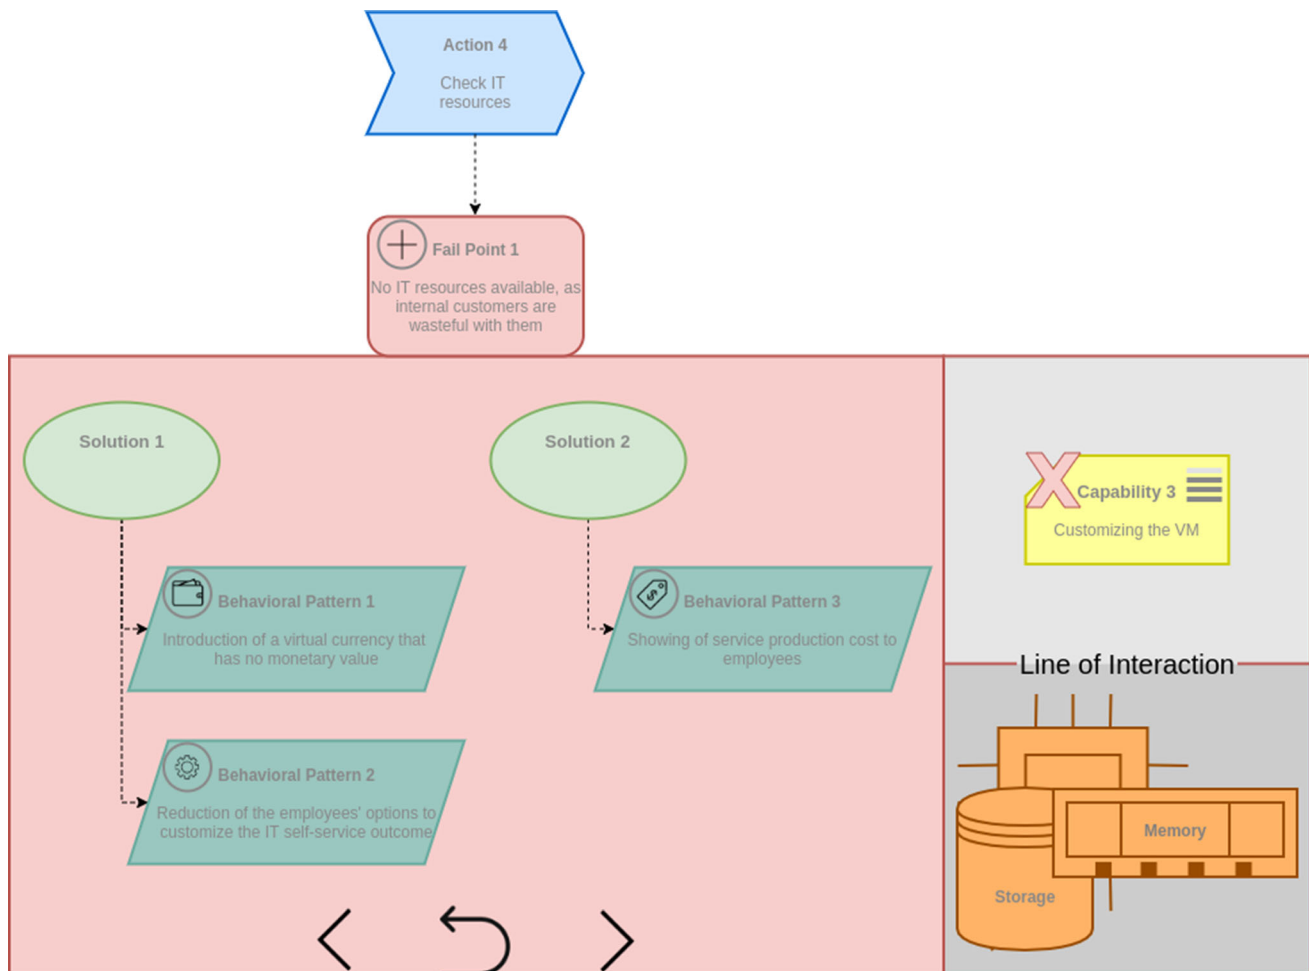 Action 4
Check IT
resources
Fail Point 1
No IT resources available, as
internal customers are
wasteful with them
Solution 1
Solution 2
Capability 3
Customizing the VM
Behavioral Pattern 1
Introduction of a virtual currency that
has no monetary value
Behavioral Pattern 3
Showing of service production cost to
employees
Line of Interaction
Behavioral Pattern 2
Reduction of the employees' options to
customize the IT self-service outcome
Memory
Storage